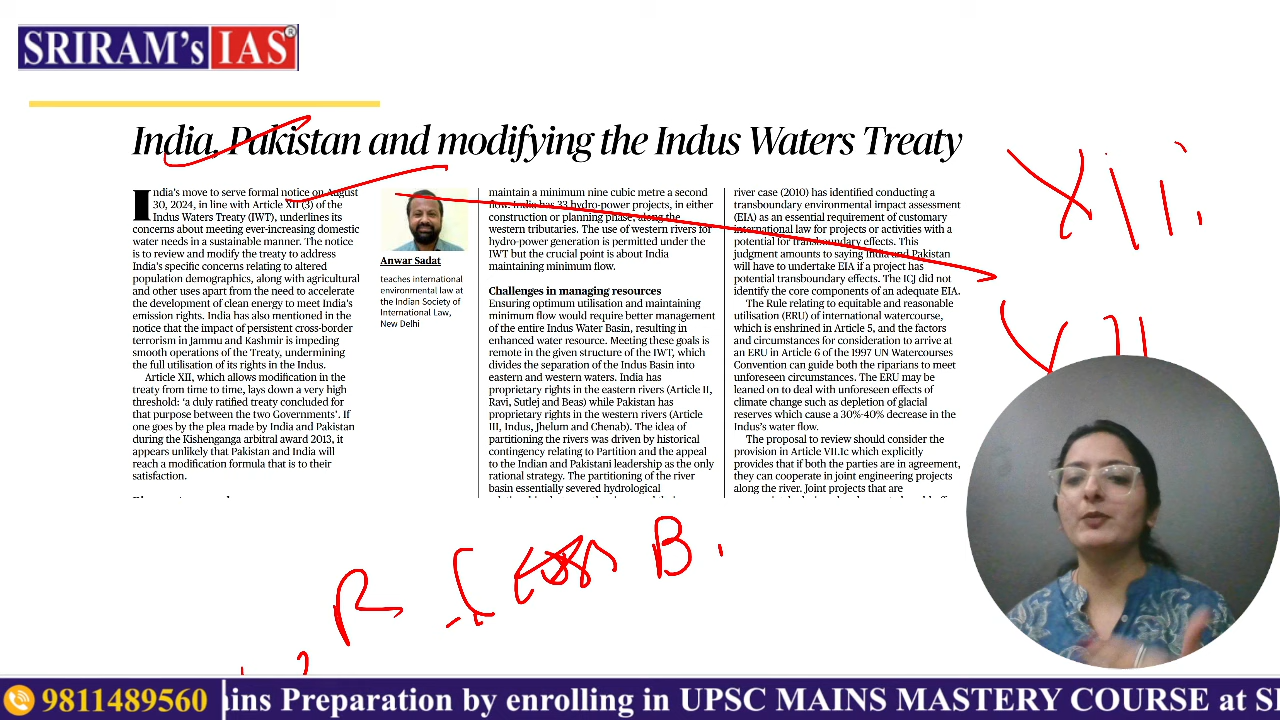 SRIRAM's IAS®
India, Pakistan and modifying the Indus Waters Treaty
India's move to serve formal notice on August
30, 2024, in line with Article XII (3) of the
Indus Waters Treaty (IWT), underlines its
concerns about meeting ever-increasing domestic
water needs in a sustainable manner. The notice
is to review and modify the treaty to address
India's specific concerns relating to altered
population demographics, along with agricultural
and other uses apart from the need to accelerate
the development of clean energy to meet India's
emission rights. India has also mentioned in the
notice that the impact of persistent cross-border
terrorism in Jammu and Kashmir is impeding
smooth operations of the Treaty, undermining
the full utilisation of its rights in the Indus.
Article XII, which allows modification in the
treaty from time to time, lays down a very high
threshold: 'a duly ratified treaty concluded for
that purpose between the two Governments'. If
one goes by the plea made by India and Pakistan
during the Kishenganga arbitral award 2013, it
appears unlikely that Pakistan and India will
reach a modification formula that is to their
satisfaction.
Anwar Sadat
teaches international
environmental law at
the Indian Society of
International Law,
New Delhi
maintain a minimum nine cubic metre a second
flow. India has 33 hydro-power projects, in either
construction or planning phase, along the
western tributaries. The use of western rivers for
hydro-power generation is permitted under the
IWT but the crucial point is about India
maintaining minimum flow.
Challenges in managing resources
Ensuring optimum utilisation and maintaining
minimum flow would require better management
of the entire Indus Water Basin, resulting in
enhanced water resource. Meeting these goals is
remote in the given structure of the IWT, which
divides the separation of the Indus Basin into
eastern and western waters. India has
proprietary rights in the eastern rivers (Article II,
Ravi, Sutlej and Beas) while Pakistan has
proprietary rights in the western rivers (Article
III, Indus, Jhelum and Chenab). The idea of
partitioning the rivers was driven by historical
contingency relating to Partition and the appeal
to the Indian and Pakistani leadership as the only
rational strategy. The partitioning of the river
basin essentially severed hydrological
river case (2010) has identified conducting a
transboundary environmental impact assessment
(EIA) as an essential requirement of customary
international law for projects or activities with a
potential for transboundary effects. This
judgment amounts to saying India and Pakistan
will have to undertake EIA if a project has
potential transboundary effects. The ICJ did not
identify the core components of an adequate EIA.
The Rule relating to equitable and reasonable
utilisation (ERU) of international watercourse,
which is enshrined in Article 5, and the factors
and circumstances for consideration to arrive at
an ERU in Article 6 of the 1997 UN Watercourses
Convention can guide both the riparians to meet
unforeseen circumstances. The ERU may be
leaned on to deal with unforeseen effects of
climate change such as depletion of glacial
reserves which cause a 30%-40% decrease in the
Indus's water flow.
The proposal to review should consider the
provision in Article VII.1c which explicitly
provides that if both the parties are in agreement,
they can cooperate in joint engineering projects
along the river. Joint projects that are
XIII.
VII
R
B.
9811489560
ains Preparation by enrolling in UPSC MAINS MASTERY COURSE at S